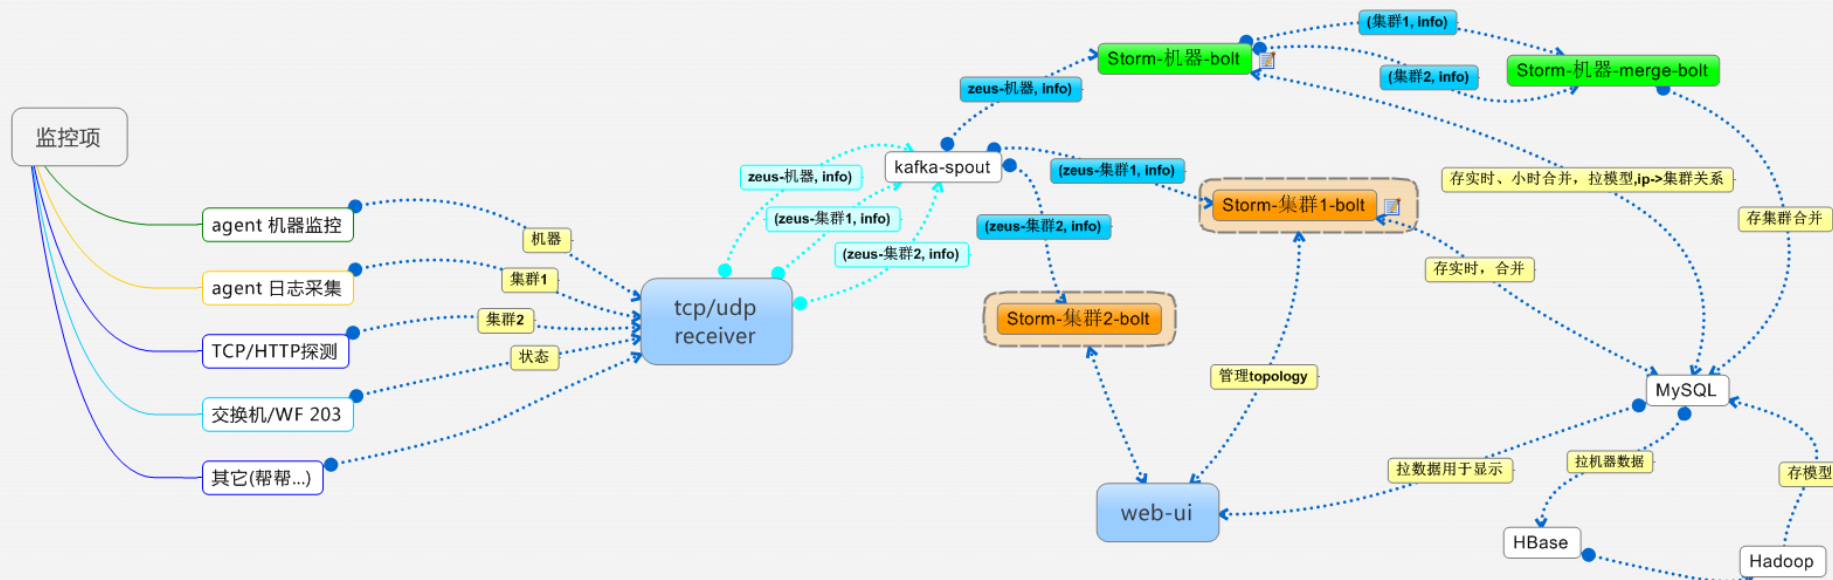 监控项
agent 机器监控
agent 日志采集
TCP/HTTP探测
交换机/WF 203
其它(帮帮...)
机器
集群1
集群2
状态
tcp/udp
receiver
zeus-机器, info)
(zeus-集群1, info)
(zeus-集群2, info)
kafka-spout
zeus-机器, info)
(zeus-集群1, info)
(zeus-集群2, info)
Storm-机器-bolt
(集群1, info)
(集群2, info)
Storm-机器-merge-bolt
Storm-集群1-bolt
Storm-集群2-bolt
存实时、小时合并，拉模型,ip->集群关系
存集群合并
存实时，合并
管理topology
MySQL
web-ui
拉数据用于显示
拉机器数据
存模型
HBase
Hadoop